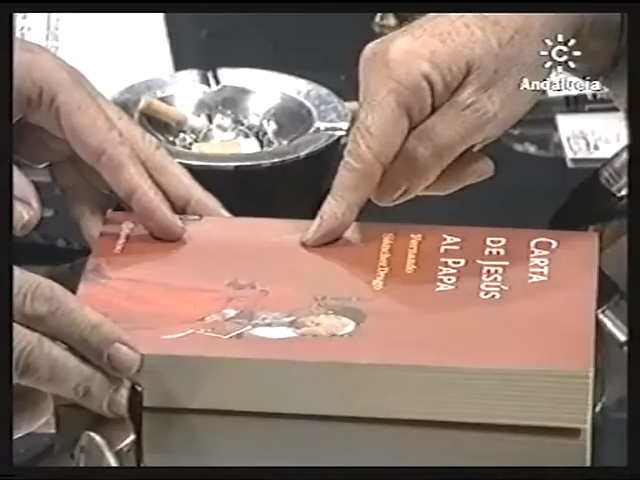 Andalucía
CARTA
DE JESÚS
AL PAPA
Fernando
Sánchez Dragó